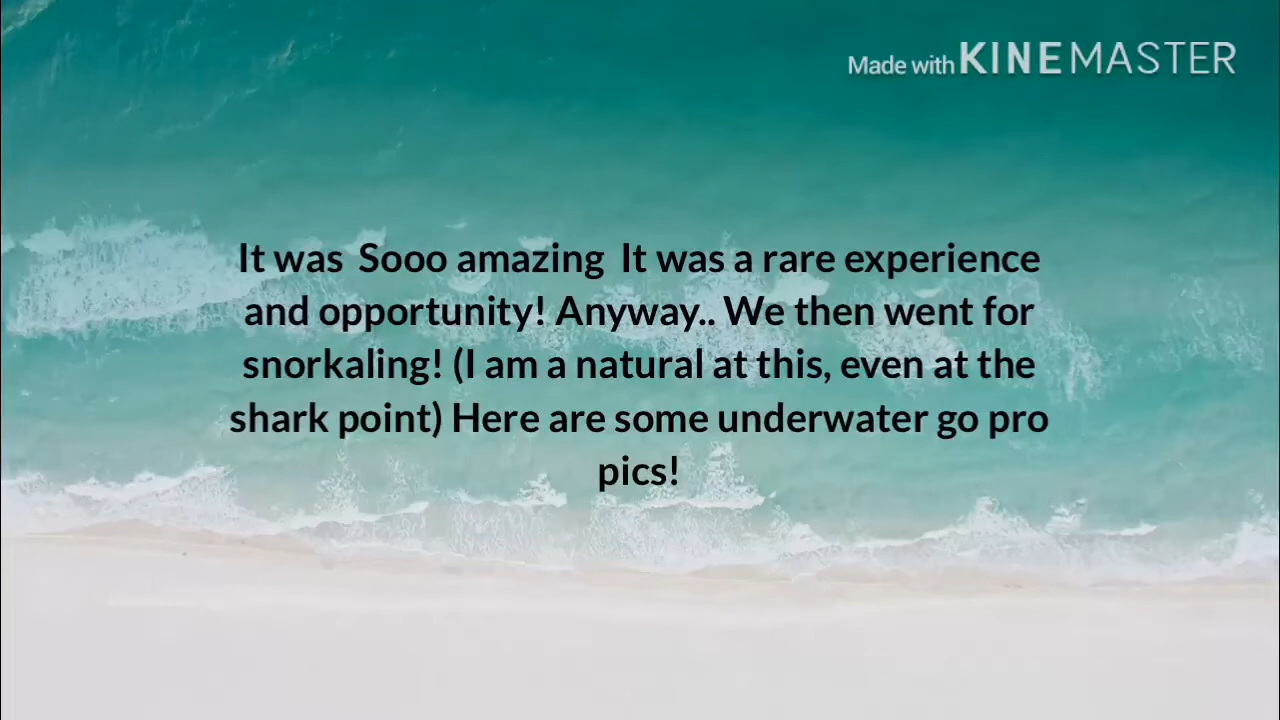 Made with KINEMASTER
It was Sooo amazing It was a rare experience
and opportunity! Anyway.. We then went for
snorkaling! (I am a natural at this, even at the
shark point) Here are some underwater go pro
pics!